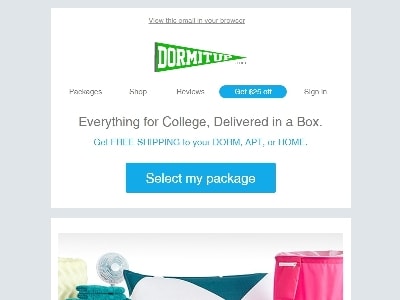 View this email in your browser
DORMITUP
Packages Shop Reviews Get $25 off Sign In
Everything for College, Delivered in a Box.
Get FREE SHIPPING to your DORM, APT, or HOME.
Select my package